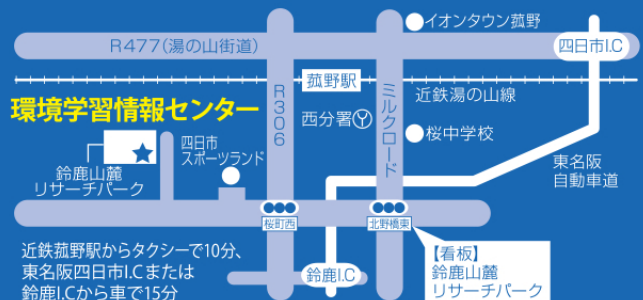 イオンタウン菰野
R477(湯の山街道)
四日市I.C
菰野駅
近鉄湯の山線
環境学習情報センター
R306
ミルクロード
西分署
桜中学校
四日市
スポーツランド
鈴鹿山麓
リサーチパーク
東名阪
自動車道
桜町西
北野橋東
近鉄菰野駅からタクシーで10分、
東名阪四日市I.Cまたは
鈴鹿I.Cから車で15分
鈴鹿I.C
【看板】
鈴鹿山麓
リサーチパーク